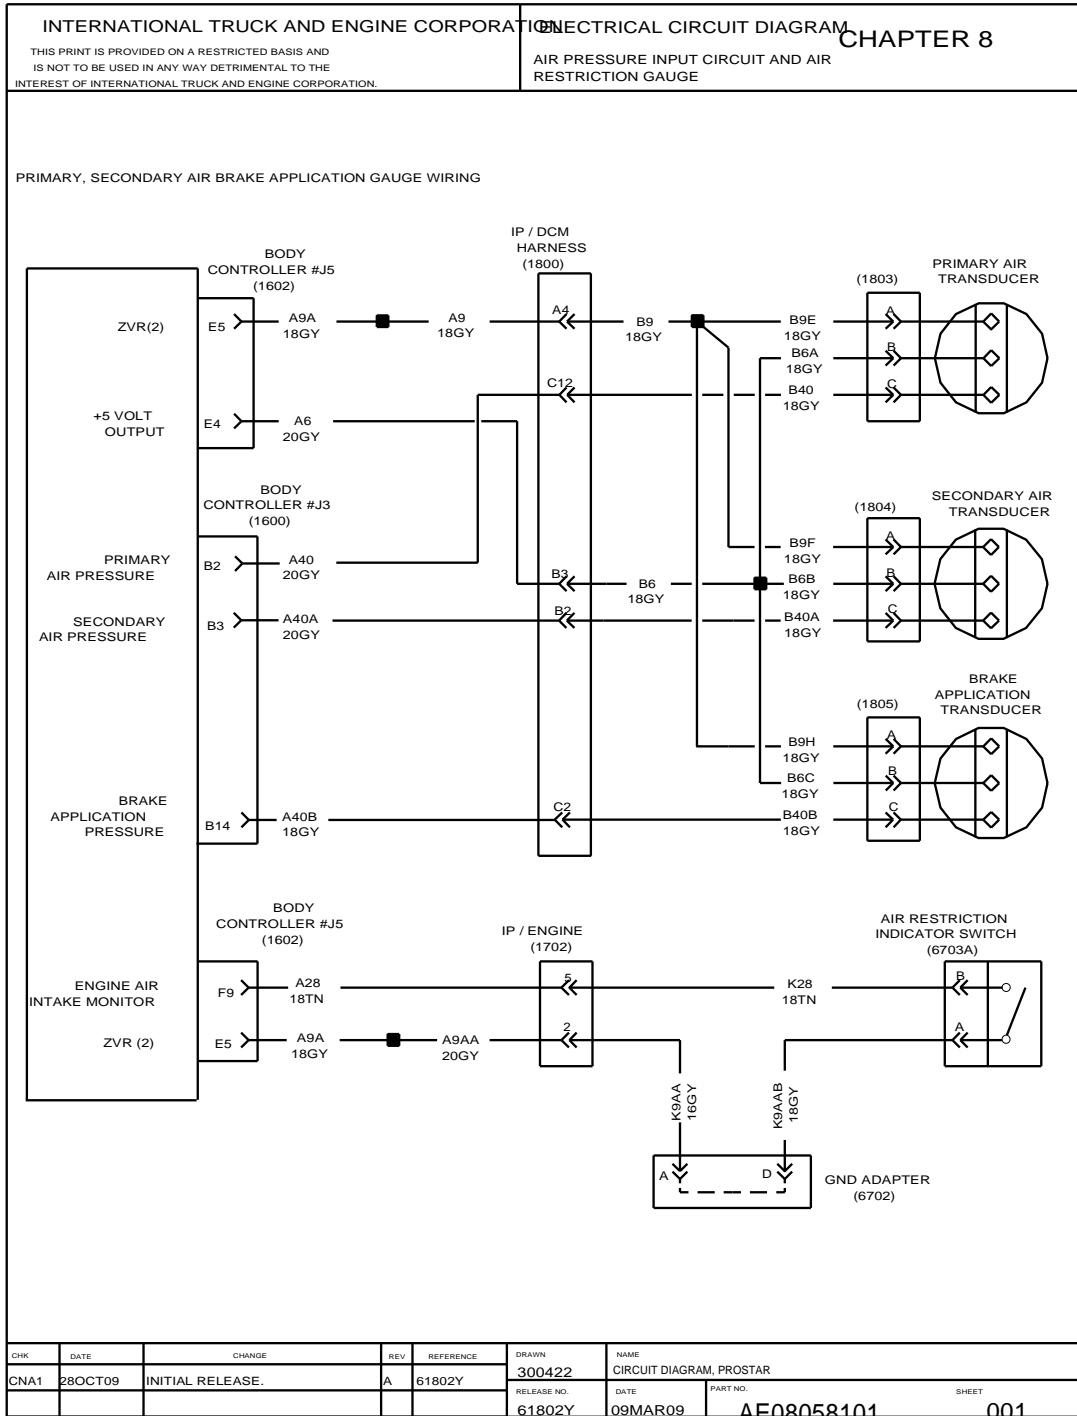 INTERNATIONAL TRUCK AND ENGINE CORPORATION
THIS PRINT IS PROVIDED ON A RESTRICTED BASIS AND
IS NOT TO BE USED IN ANY WAY DETRIMENTAL TO THE
INTEREST OF INTERNATIONAL TRUCK AND ENGINE CORPORATION.
ELECTRICAL CIRCUIT DIAGRAM
AIR PRESSURE INPUT CIRCUIT AND AIR
RESTRICTION GAUGE
CHAPTER 8
PRIMARY, SECONDARY AIR BRAKE APPLICATION GAUGE WIRING
BODY
CONTROLLER #J5
(1602)
IP / DCM
HARNESS
(1800)
(1803)
PRIMARY AIR
TRANSDUCER
ZVR(2)
E5
A9A
18GY
A9
18GY
A4
B9
18GY
B9E
18GY
A
B6A
18GY
B
C12
B40
18GY
C
+5 VOLT
OUTPUT
E4
A6
20GY
BODY
CONTROLLER #J3
(1600)
(1804)
SECONDARY AIR
TRANSDUCER
PRIMARY
AIR PRESSURE
B2
A40
20GY
B9F
18GY
A
B3
B6
18GY
B6B
18GY
B
SECONDARY
AIR PRESSURE
B3
A40A
20GY
B2
B40A
18GY
C
(1805)
BRAKE
APPLICATION
TRANSDUCER
B9H
18GY
A
B6C
18GY
B
BRAKE
APPLICATION
PRESSURE
B14
A40B
18GY
C2
B40B
18GY
C
BODY
CONTROLLER #J5
(1602)
IP / ENGINE
(1702)
AIR RESTRICTION
INDICATOR SWITCH
(6703A)
ENGINE AIR
INTAKE MONITOR
F9
A28
18TN
5
K28
18TN
B
ZVR (2)
E5
A9A
18GY
A9AA
20GY
2
A
K9AA
16GY
K9AAB
18GY
A
D
GND ADAPTER
(6702)
CHK DATE CHANGE REV REFERENCE
CNA1 28OCT09 INITIAL RELEASE. A 61802Y
DRAWN
300422
NAME
CIRCUIT DIAGRAM, PROSTAR
RELEASE NO.
61802Y
DATE
09MAR09
PART NO.
AE08058101
SHEET
001